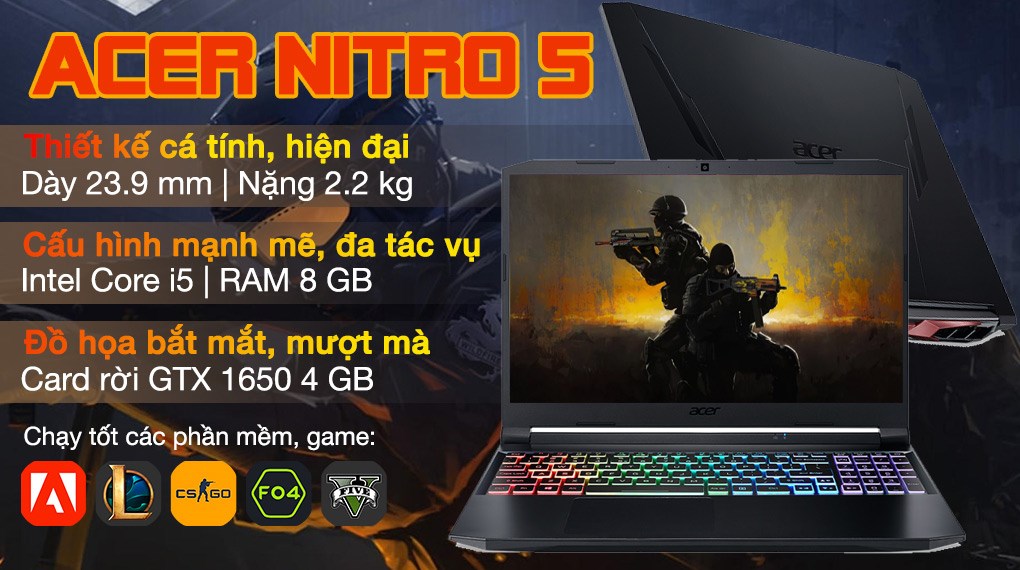 ACER NITRO 5
acer
Thiết kế cá tính, hiện đại
Dày 23.9 mm | Nặng 2.2 kg
Cấu hình mạnh mẽ, đa tác vụ
Intel Core i5 | RAM 8 GB
Đồ họa bắt mắt, mượt mà
Card rời GTX 1650 4 GB
acer
Chạy tốt các phần mềm, game:
CS GO
FO4
V
FIVE